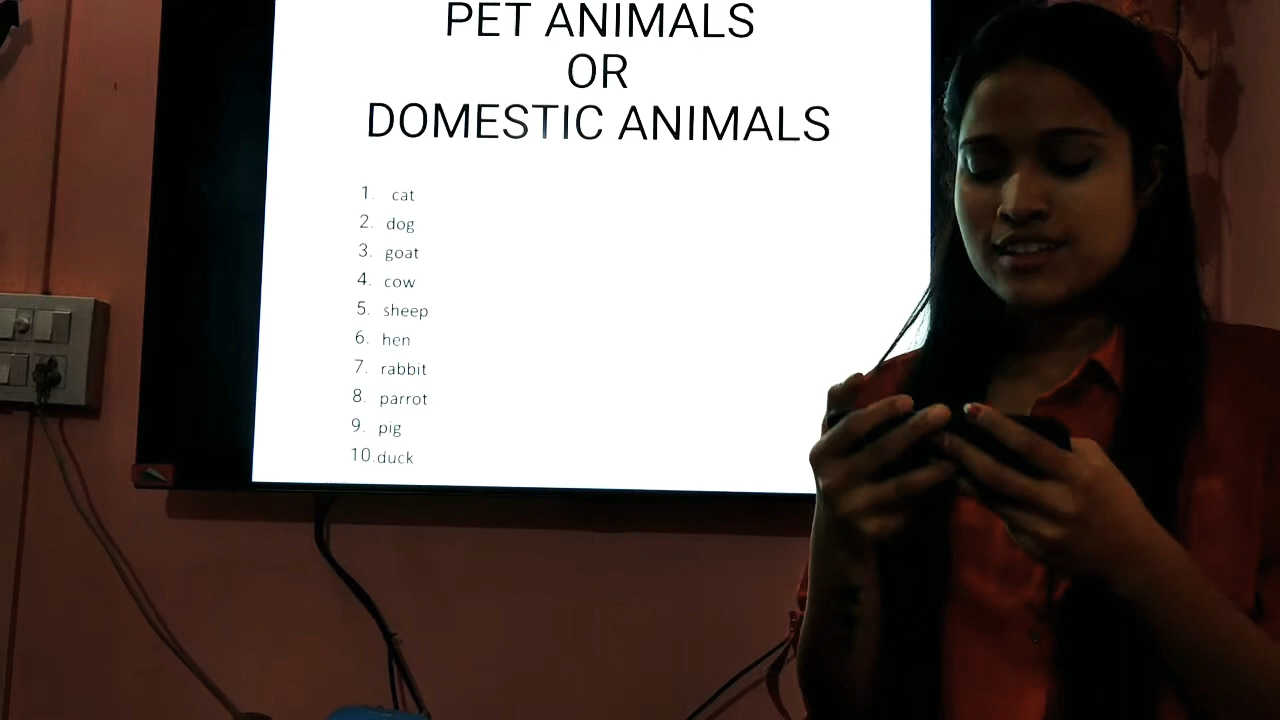 PET ANIMALS
OR
DOMESTIC ANIMALS
1. cat
2. dog
3. goat
4. cow
5. sheep
6. hen
7. rabbit
8. parrot
9. pig
10. duck